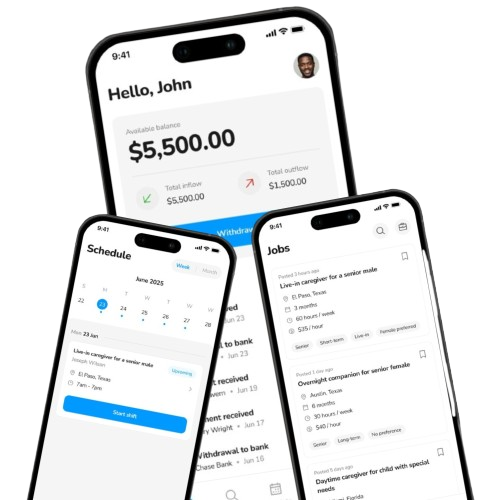 9:41
Hello, John
Available balance
$5,500.00
Total inflow
$5,500.00
Total outflow
$1,500.00
Withdraw
Jun 23
to bank
Jun 23
received
Jun 19
received
Wright • Jun 17
Withdrawal to bank
Chase Bank • Jun 16
9:41
Schedule
Week
Month
June 2025
S M T W T W S
22 23 24 25 26 27 28
Mon 23 Jun
Live-in caregiver for a senior male
Joseph Wilson
Upcoming
El Paso, Texas
7am - 7pm
Start shift
9:41
Jobs
Posted 3 hours ago
Live-in caregiver for a senior male
El Paso, Texas
3 months
60 hours / week
$25 / hour
Senior
Short-term
Live-in
Female preferred
Posted 1 day ago
Overnight companion for senior female
Austin, Texas
6 months
30 hours / week
$40 / hour
Senior
Long-term
No preference
Posted 5 days ago
Daytime caregiver for child with special
needs
Florida